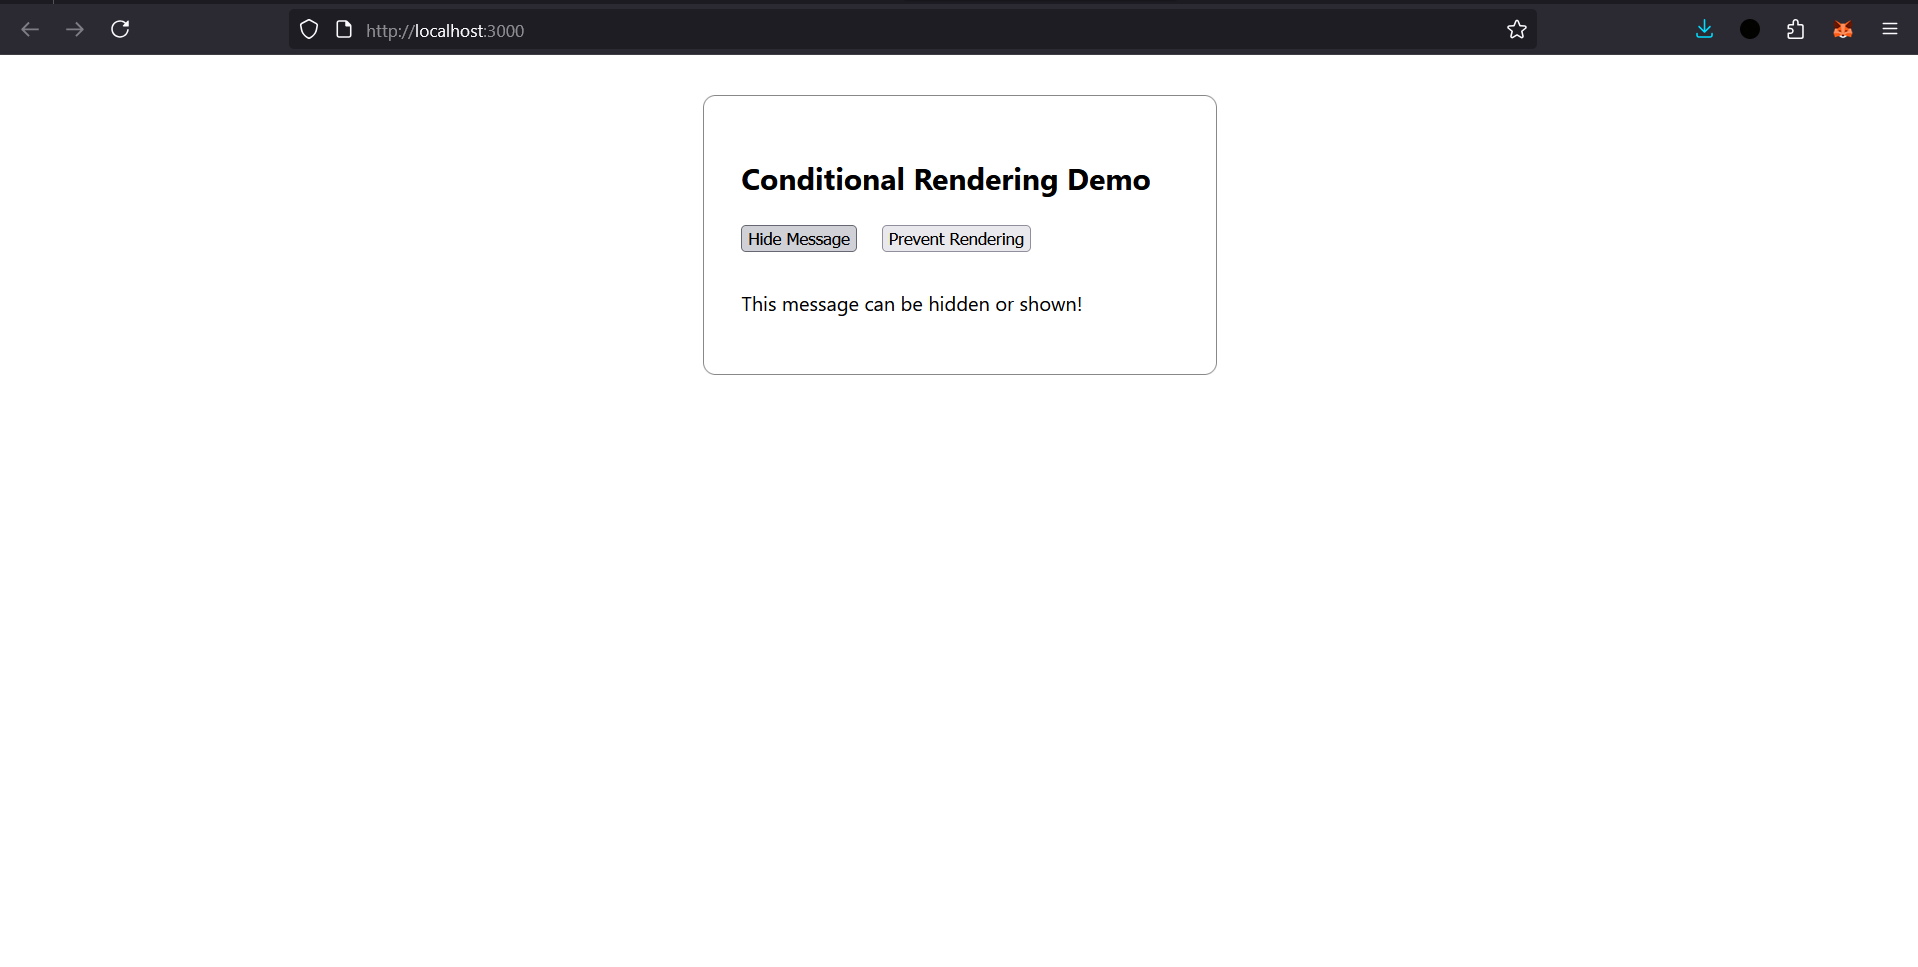 http://localhost:3000
Conditional Rendering Demo
Hide Message Prevent Rendering
This message can be hidden or shown!